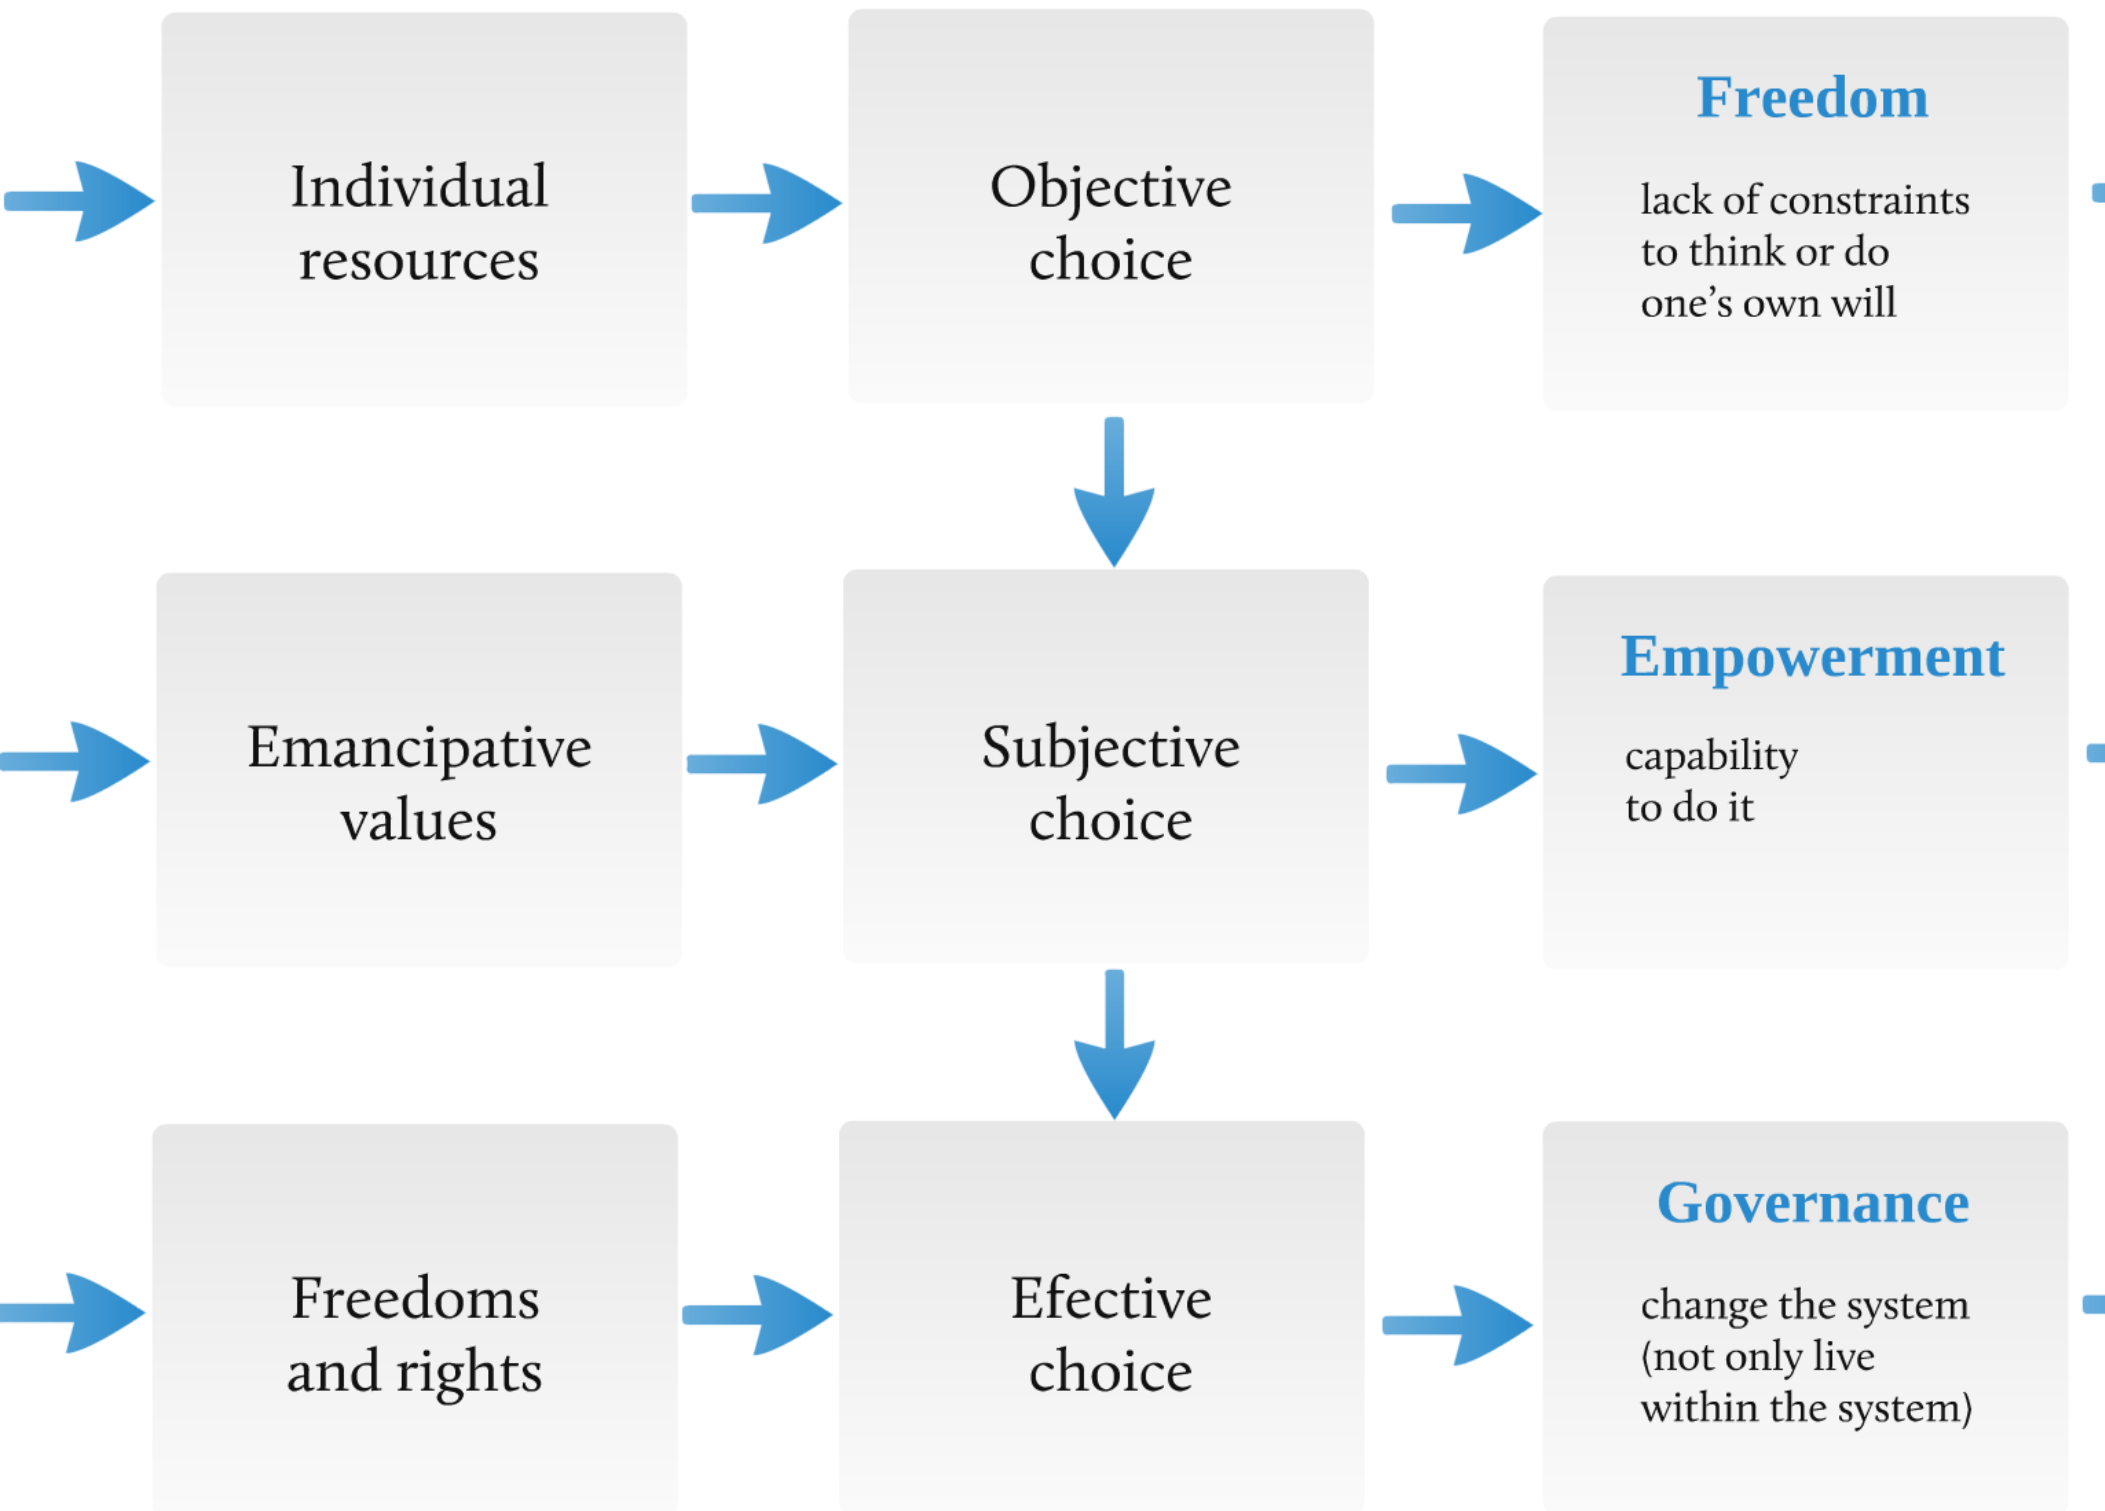 Individual
resources
Objective
choice
Freedom
lack of constraints
to think or do
one’s own will
Emancipative
values
Subjective
choice
Empowerment
capability
to do it
Freedoms
and rights
Efective
choice
Governance
change the system
(not only live
within the system)